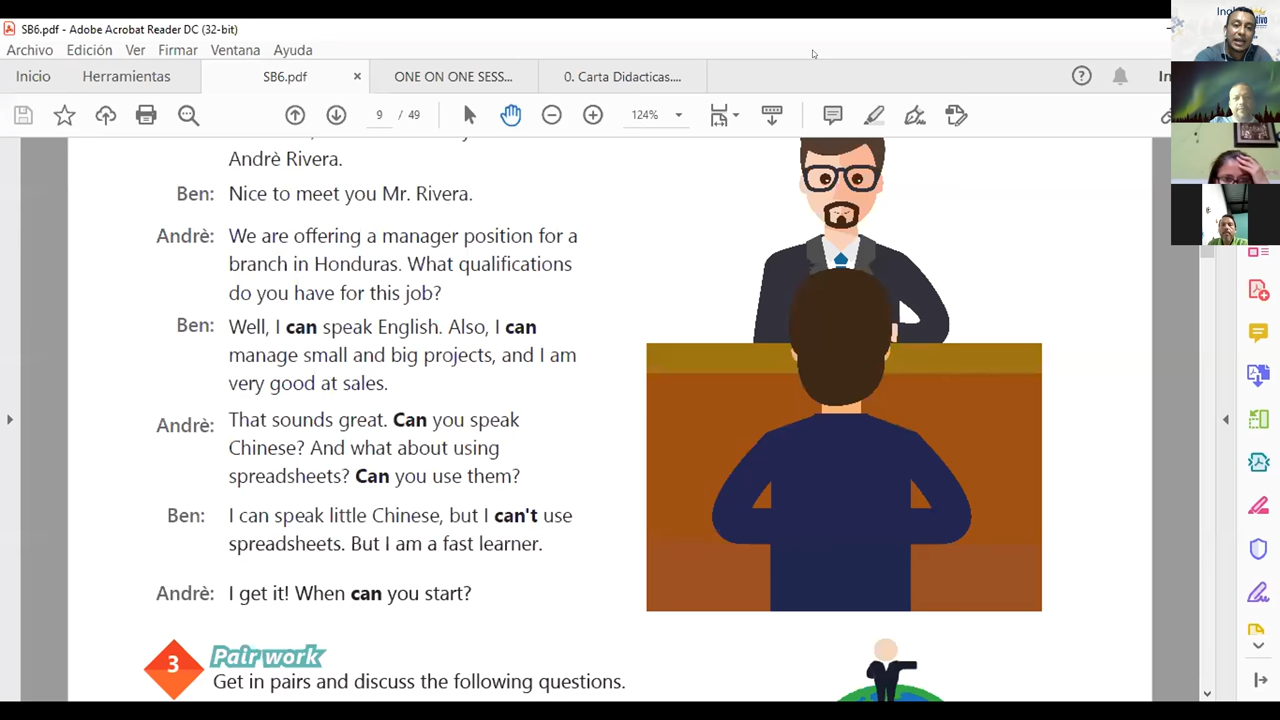 SB6.pdf - Adobe Acrobat Reader DC (32-bit)
Archivo Edición Ver Firmar Ventana Ayuda
Inicio Herramientas SB6.pdf × ONE ON ONE SESS... 0. Carta Didacticas....
9 / 49 124%
Andrè Rivera.
Ben: Nice to meet you Mr. Rivera.
Andrè: We are offering a manager position for a
branch in Honduras. What qualifications
do you have for this job?
Ben: Well, I can speak English. Also, I can
manage small and big projects, and I am
very good at sales.
Andrè: That sounds great. Can you speak
Chinese? And what about using
spreadsheets? Can you use them?
Ben: I can speak little Chinese, but I can't use
spreadsheets. But I am a fast learner.
Andrè: I get it! When can you start?
3 Pair work
Get in pairs and discuss the following questions.